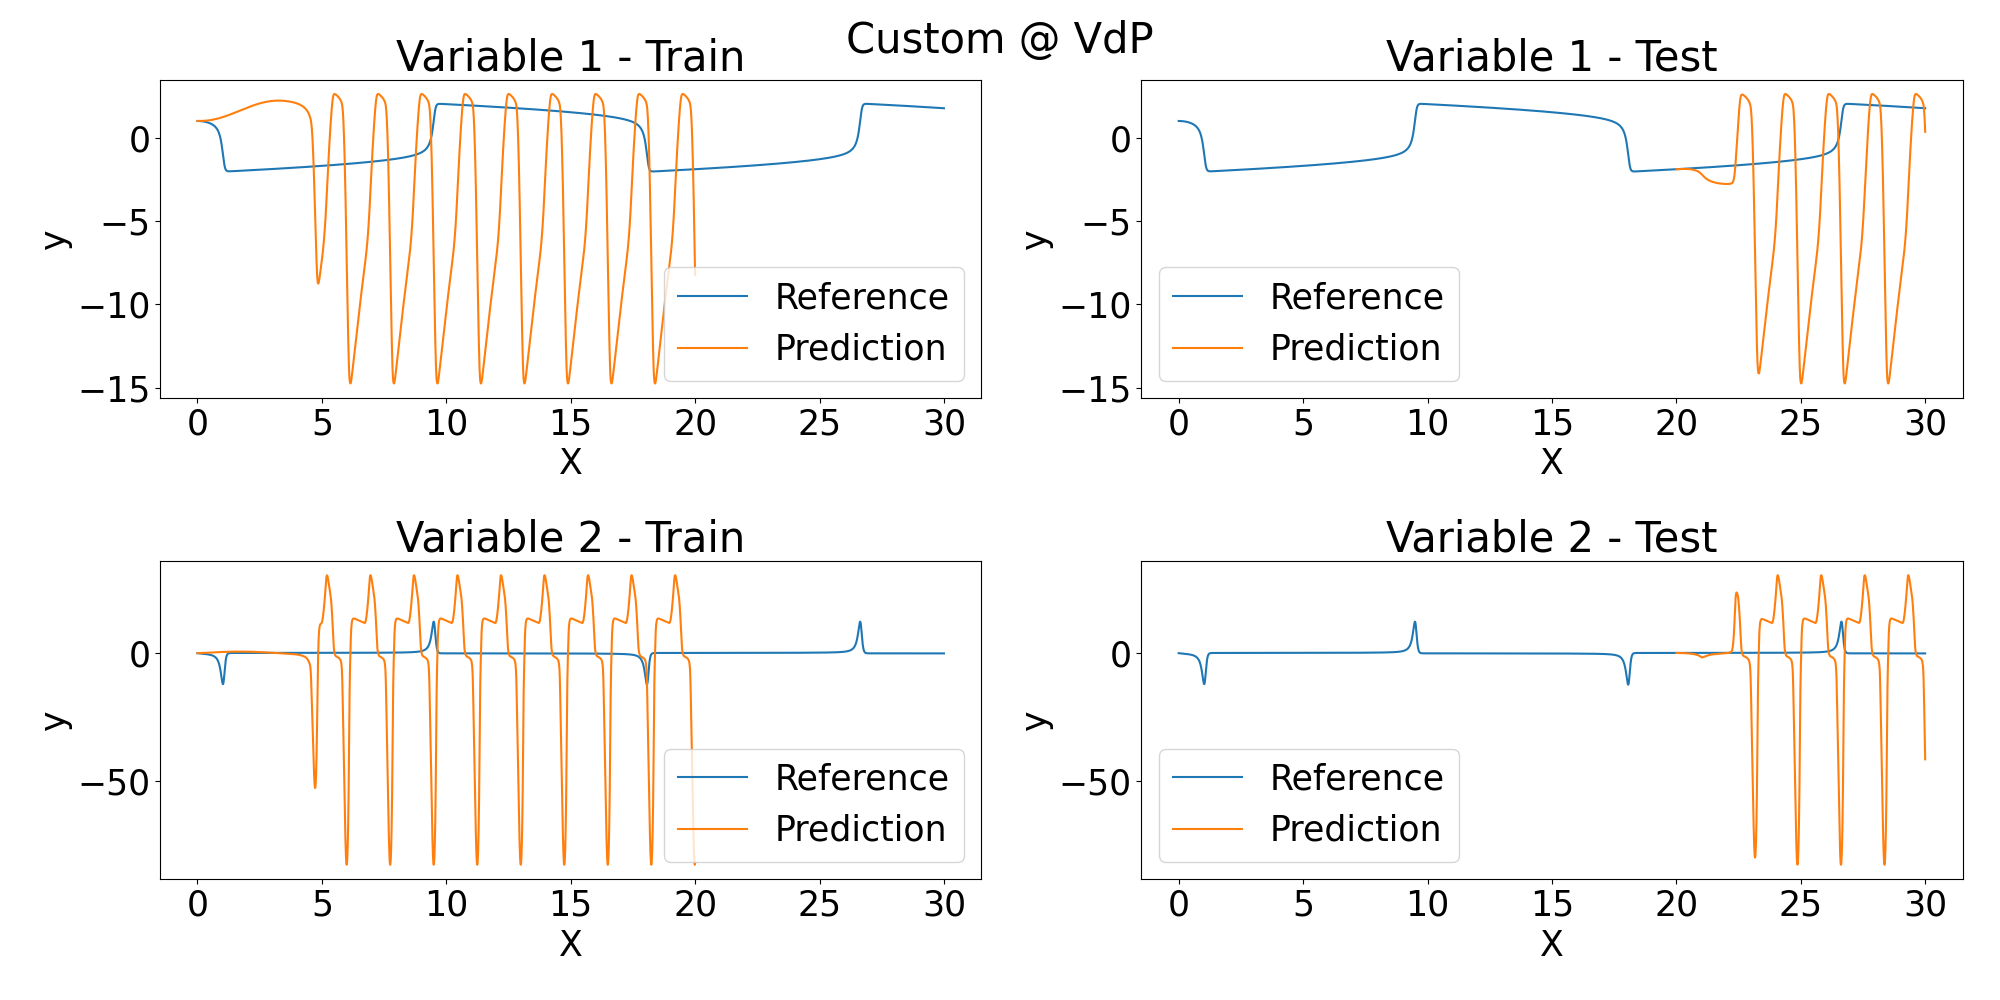 Custom @ VdP
Variable 1 - Train
0
−5
−10
−15
y
0 5 10 15 20 25 30
X
Reference
Prediction
Variable 1 - Test
0
−5
−10
−15
y
0 5 10 15 20 25 30
X
Reference
Prediction
Variable 2 - Train
0
−50
y
0 5 10 15 20 25 30
X
Reference
Prediction
Variable 2 - Test
0
−50
y
0 5 10 15 20 25 30
X
Reference
Prediction